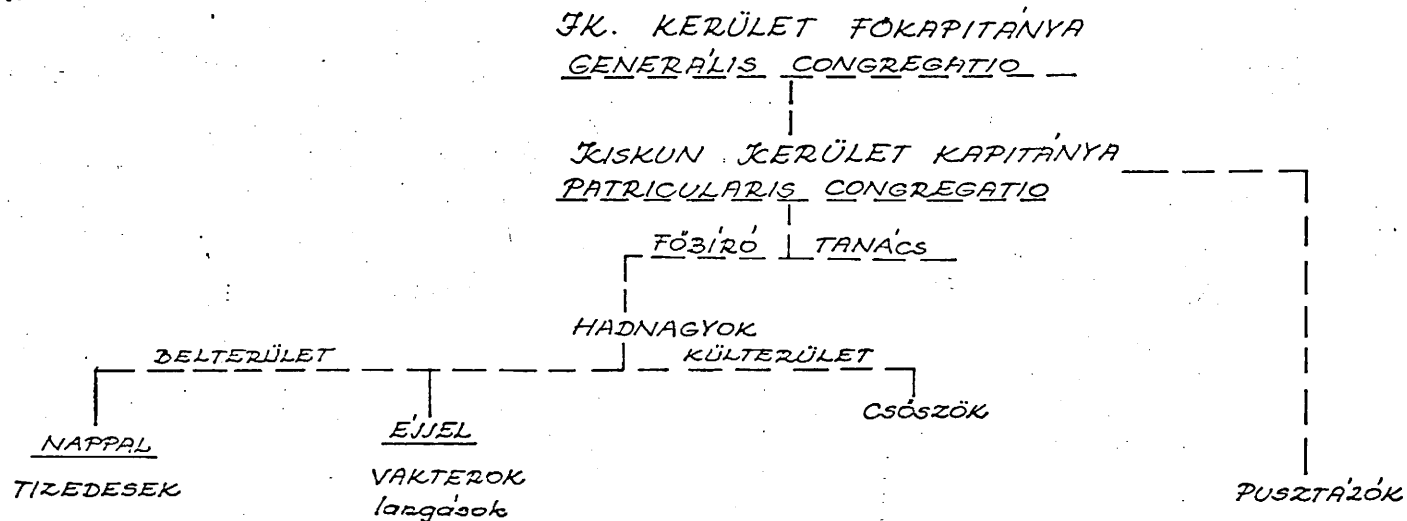 JK. KERÜLET FŐKAPITÁNYA
GENERÁLIS CONGREGATIO
KISKUN KERÜLET KAPITÁNYA
PATRICULARIS CONGREGATIO
FŐBÍRÓ TANÁCS
HADNAGYOK
BELTERÜLET KÜLTERÜLET
CSŐSZÖK
NAPPAL ÉJJEL
TIZEDESEK VAKTEROK PUSZTÁZÓK
langások